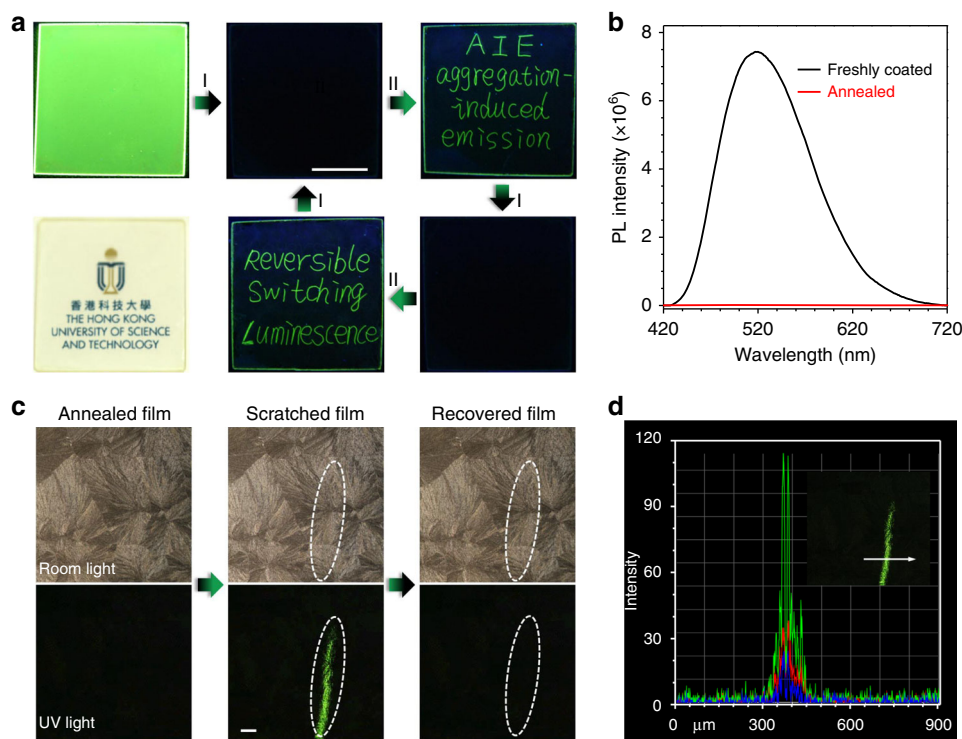 a
I
II
AIE
aggregation-
induced
emission
I
I
Reversible
Switching
Luminescence
II
香港科技大學
THE HONG KONG
UNIVERSITY OF SCIENCE
AND TECHNOLOGY
b
PL intensity (×10⁶)
8
6
4
2
0
420 520 620 720
Wavelength (nm)
Freshly coated
Annealed
c
Annealed film Scratched film Recovered film
Room light
UV light
d
Intensity
120
90
60
30
0
0 μm 300 600 900